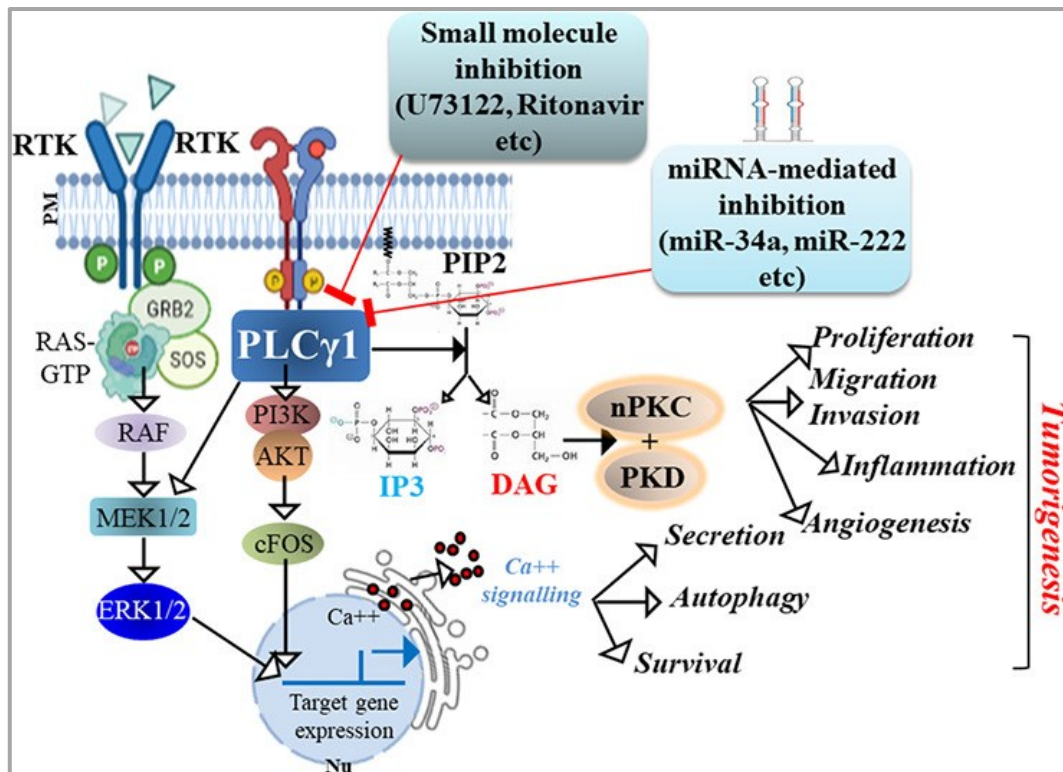 Small molecule
inhibition
(U73122, Ritonavir
etc)
miRNA-mediated
inhibition
(miR-34a, miR-222
etc)
RTK
RTK
PM
P
P
P
GRB2
SOS
RAS-
GTP
PLCγ1
PIP2
RAF
PI3K
AKT
MEK1/2
cFOS
ERK1/2
IP3
DAG
nPKC
+
PKD
Proliferation
Migration
Invasion
Inflammation
Angiogenesis
Secretion
Autophagy
Survival
Tumorigenesis
Ca++
signalling
Ca++
Target gene
expression
Nu